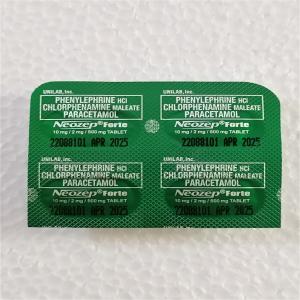 UNILAB, Inc.
PHENYLEPHRINE HCl
CHLORPHENAMINE MALEATE
PARACETAMOL
Neozep® Forte
10 mg / 2 mg / 500 mg TABLET
22088101 APR 2025
UNILAB, Inc.
PHENYLEPHRINE HCl
CHLORPHENAMINE MALEATE
PARACETAMOL
Neozep® Forte
10 mg / 2 mg / 500 mg TABLET
22088101 APR 2025
UNILAB, Inc.
PHENYLEPHRINE HCl
CHLORPHENAMINE MALEATE
PARACETAMOL
Neozep® Forte
10 mg / 2 mg / 500 mg TABLET
22088101 APR 2025
UNILAB, Inc.
PHENYLEPHRINE HCl
CHLORPHENAMINE MALEATE
PARACETAMOL
Neozep® Forte
10 mg / 2 mg / 500 mg TABLET
22088101 APR 2025